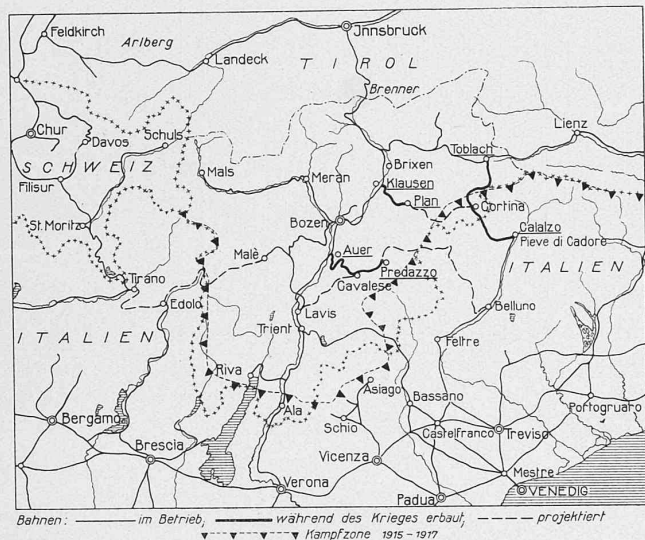 Feldkirch
Arlberg
Jnnsbruck
Landeck
TIROL
Brenner
Chur
Davos
Schuls
Lienz
Toblach
SCHWEIZ
Filisur
Mals
Meran
Brixen
Klausen
Plan
Cortina
St. Moritz
Bozen
Calalzo
Pieve di Cadore
Auer
Malè
Predazzo
ITALIEN
Tirano
Cavalese
Edolo
Lavis
Belluno
ITALIEN
Trient
Feltre
Riva
Asiago
Bassano
Portogruaro
Bergamo
Ala
Schio
Castelfranco
Treviso
Brescia
Vicenza
Mestre
Verona
Padua
VENEDIG
Bahnen: im Betrieb, während des Krieges erbaut, projektiert
Kampfzone 1915-1917